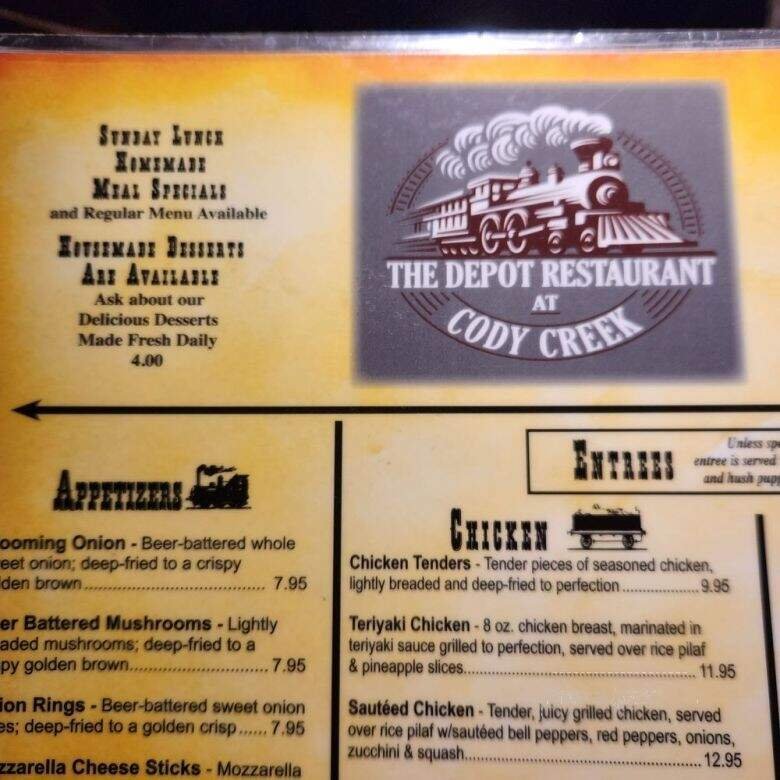 SUNDAY LUNCH
HOMEMADE
MEAL SPECIALS
and Regular Menu Available
HOUSEMADE DESSERTS
ARE AVAILABLE
Ask about our
Delicious Desserts
Made Fresh Daily
4.00
THE DEPOT RESTAURANT
AT
CODY CREEK
APPETIZERS
ooming Onion - Beer-battered whole
eet onion; deep-fried to a crispy
lden brown.................................... 7.95
er Battered Mushrooms - Lightly
aded mushrooms; deep-fried to a
py golden brown........................... 7.95
ion Rings - Beer-battered sweet onion
es; deep-fried to a golden crisp...... 7.95
zzarella Cheese Sticks - Mozzarella
ENTREES
Unless sp
entree is served
and hush pup
CHICKEN
Chicken Tenders - Tender pieces of seasoned chicken,
lightly breaded and deep-fried to perfection................... 9.95
Teriyaki Chicken - 8 oz. chicken breast, marinated in
teriyaki sauce grilled to perfection, served over rice pilaf
& pineapple slices................................................... 11.95
Sautéed Chicken - Tender, juicy grilled chicken, served
over rice pilaf w/sautéed bell peppers, red peppers, onions,
zucchini & squash.................................................... 12.95